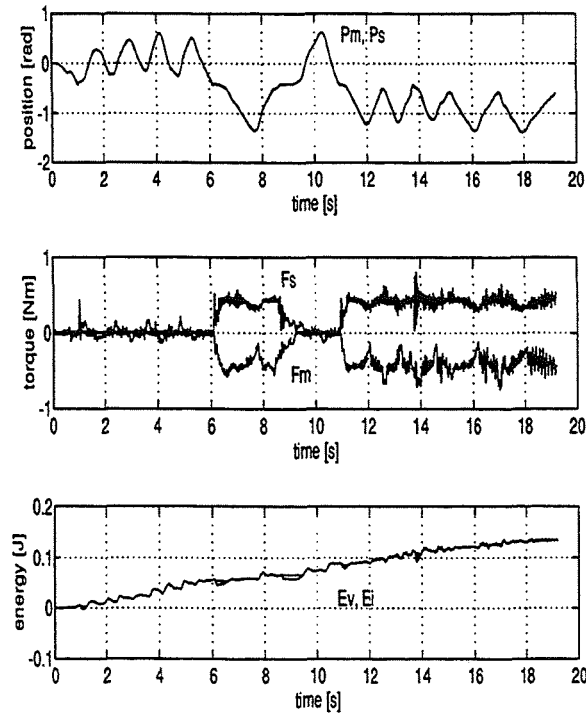 1
Pm, Ps
0
-1
-2
position [rad]
0 2 4 6 8 10 12 14 16 18 20
time [s]
1
Fs
0
Fm
-1
torque [Nm]
0 2 4 6 8 10 12 14 16 18 20
time [s]
0.2
0.1
0
Ev, Ei
-0.1
energy [J]
0 2 4 6 8 10 12 14 16 18 20
time [s]